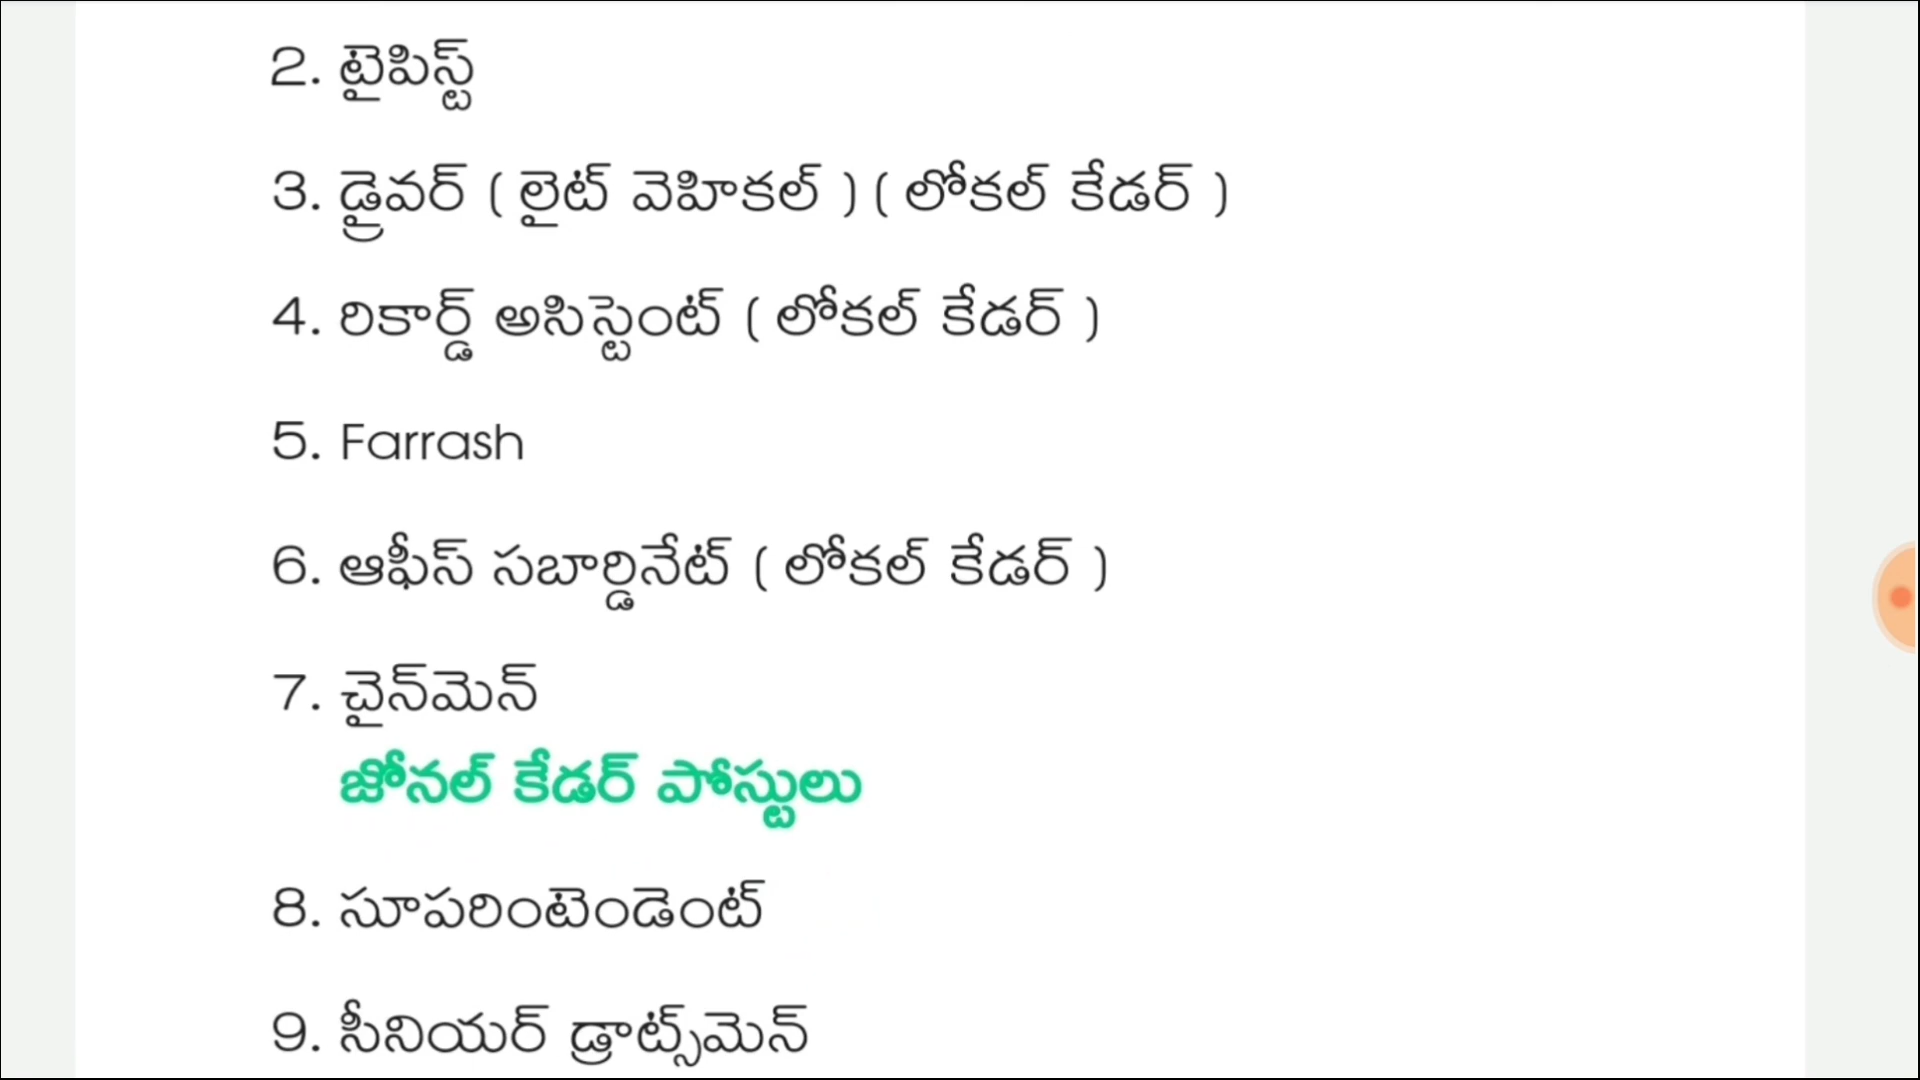 2. టైపిస్ట్
3. డ్రైవర్ ( లైట్ వెహికల్ ) ( లోకల్ కేడర్ )
4. రికార్డ్ అసిస్టెంట్ ( లోకల్ కేడర్ )
5. Farrash
6. ఆఫీస్ సబార్డినేట్ ( లోకల్ కేడర్ )
7. చైన్‌మెన్
జోనల్ కేడర్ పోస్టులు
8. సూపరింటెండెంట్
9. సీనియర్ డ్రాట్స్‌మెన్